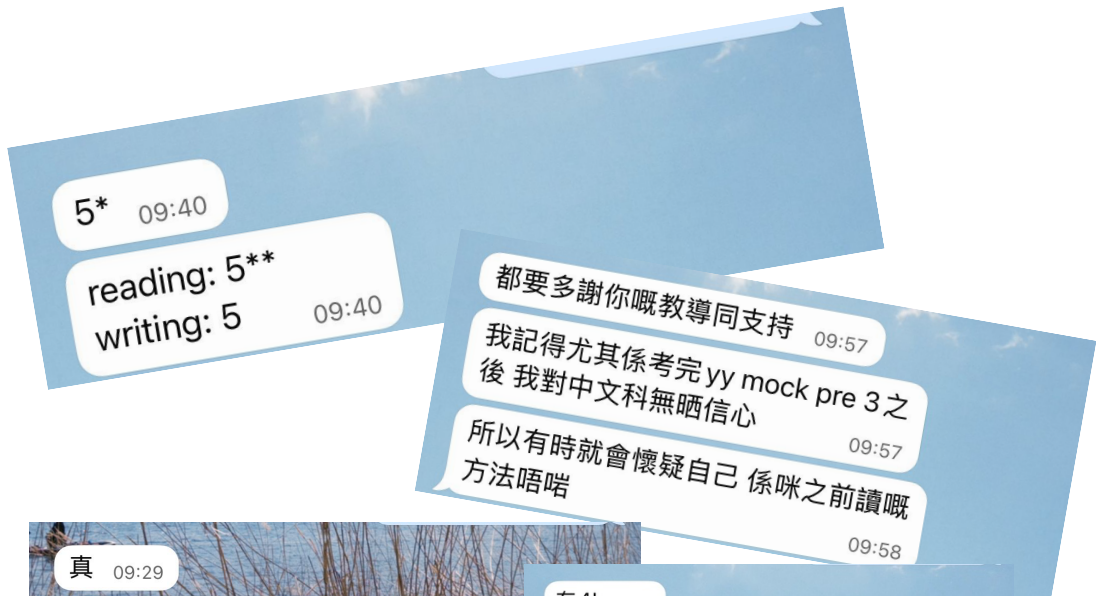 5* 09:40
reading: 5**
writing: 5 09:40
都要多謝你嘅教導同支持 09:57
我記得尤其係考完 yy mock pre 3 之
後 我對中文科無晒信心
09:57
所以有時就會懷疑自己 係咪之前讀嘅
方法唔啱
09:58
真 09:29